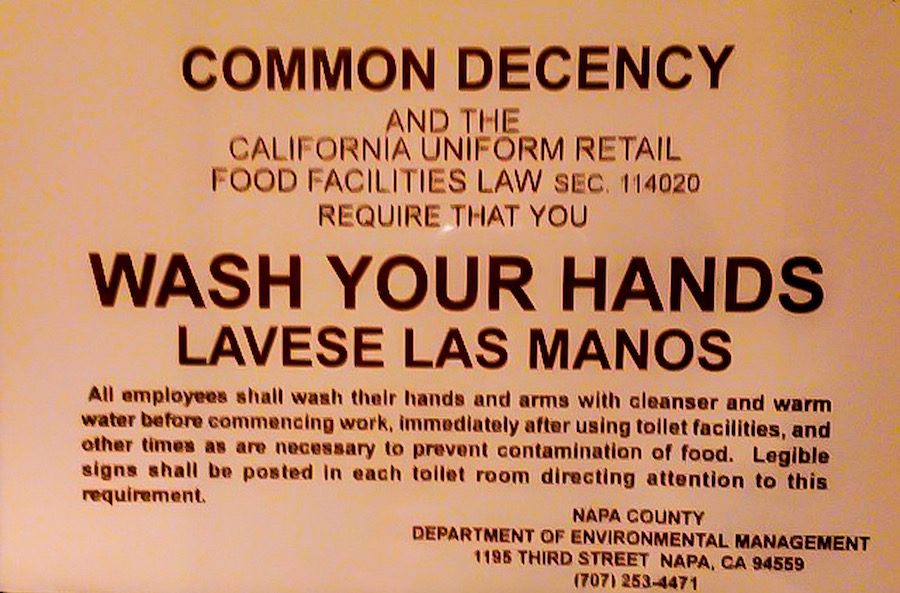 COMMON DECENCY
AND THE
CALIFORNIA UNIFORM RETAIL
FOOD FACILITIES LAW SEC. 114020
REQUIRE THAT YOU
WASH YOUR HANDS
LAVESE LAS MANOS
All employees shall wash their hands and arms with cleanser and warm
water before commencing work, immediately after using toilet facilities, and
other times as are necessary to prevent contamination of food. Legible
signs shall be posted in each toilet room directing attention to this
requirement.
NAPA COUNTY
DEPARTMENT OF ENVIRONMENTAL MANAGEMENT
1195 THIRD STREET NAPA, CA 94559
(707) 253-4471